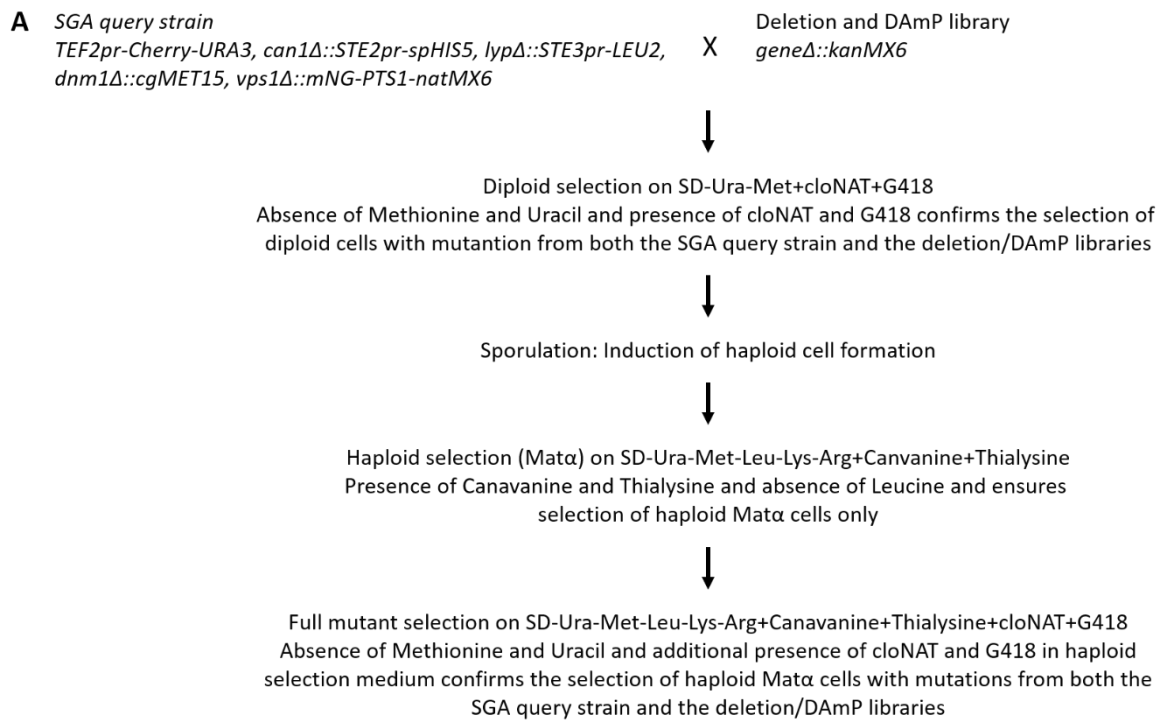 A
SGA query strain
TEF2pr-Cherry-URA3, can1Δ::STE2pr-spHIS5, lypΔ::STE3pr-LEU2,
dnm1Δ::cgMET15, vps1Δ::mNG-PTS1-natMX6
X
Deletion and DAmP library
geneΔ::kanMX6
Diploid selection on SD-Ura-Met+cloNAT+G418
Absence of Methionine and Uracil and presence of cloNAT and G418 confirms the selection of
diploid cells with mutantion from both the SGA query strain and the deletion/DAmP libraries
Sporulation: Induction of haploid cell formation
Haploid selection (Matα) on SD-Ura-Met-Leu-Lys-Arg+Canvanine+Thialysine
Presence of Canavanine and Thialysine and absence of Leucine and ensures
selection of haploid Matα cells only
Full mutant selection on SD-Ura-Met-Leu-Lys-Arg+Canavanine+Thialysine+cloNAT+G418
Absence of Methionine and Uracil and additional presence of cloNAT and G418 in haploid
selection medium confirms the selection of haploid Matα cells with mutations from both the
SGA query strain and the deletion/DAmP libraries